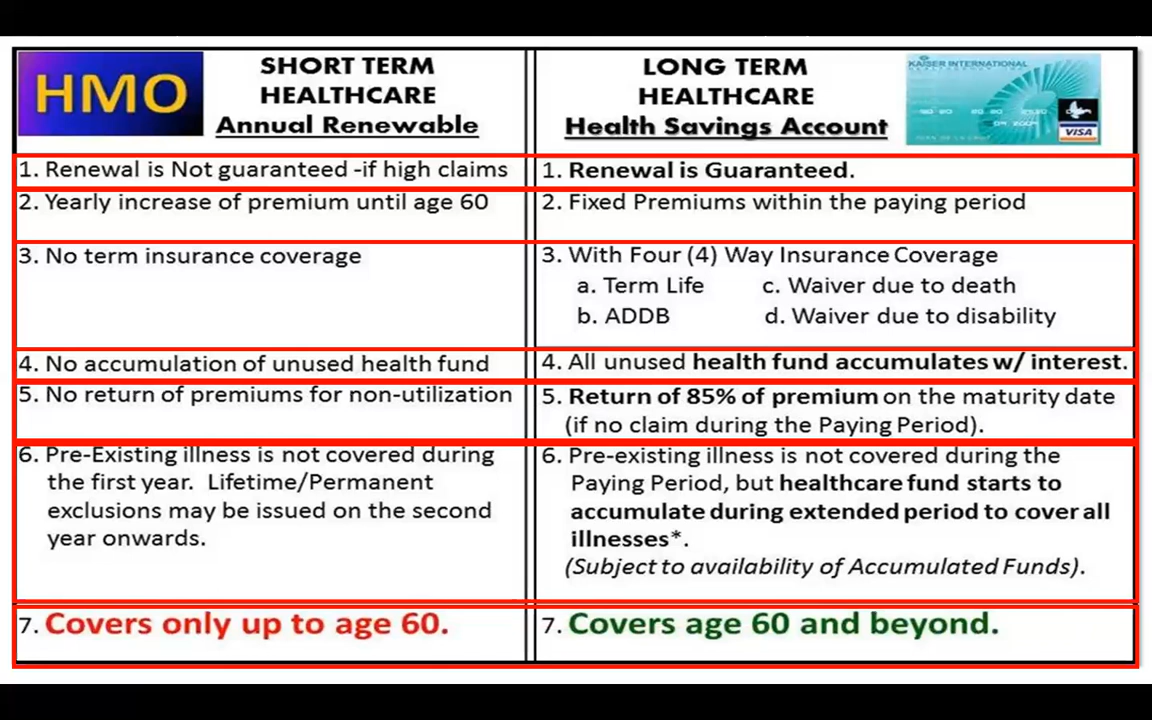 HMO
SHORT TERM
HEALTHCARE
Annual Renewable
LONG TERM
HEALTHCARE
Health Savings Account
KAISER INTERNATIONAL
VISA
1. Renewal is Not guaranteed -if high claims
1. Renewal is Guaranteed.
2. Yearly increase of premium until age 60
2. Fixed Premiums within the paying period
3. No term insurance coverage
3. With Four (4) Way Insurance Coverage
a. Term Life c. Waiver due to death
b. ADDB d. Waiver due to disability
4. No accumulation of unused health fund
4. All unused health fund accumulates w/ interest.
5. No return of premiums for non-utilization
5. Return of 85% of premium on the maturity date
(if no claim during the Paying Period).
6. Pre-Existing illness is not covered during
the first year. Lifetime/Permanent
exclusions may be issued on the second
year onwards.
6. Pre-existing illness is not covered during the
Paying Period, but healthcare fund starts to
accumulate during extended period to cover all
illnesses*.
(Subject to availability of Accumulated Funds).
7. Covers only up to age 60.
7. Covers age 60 and beyond.